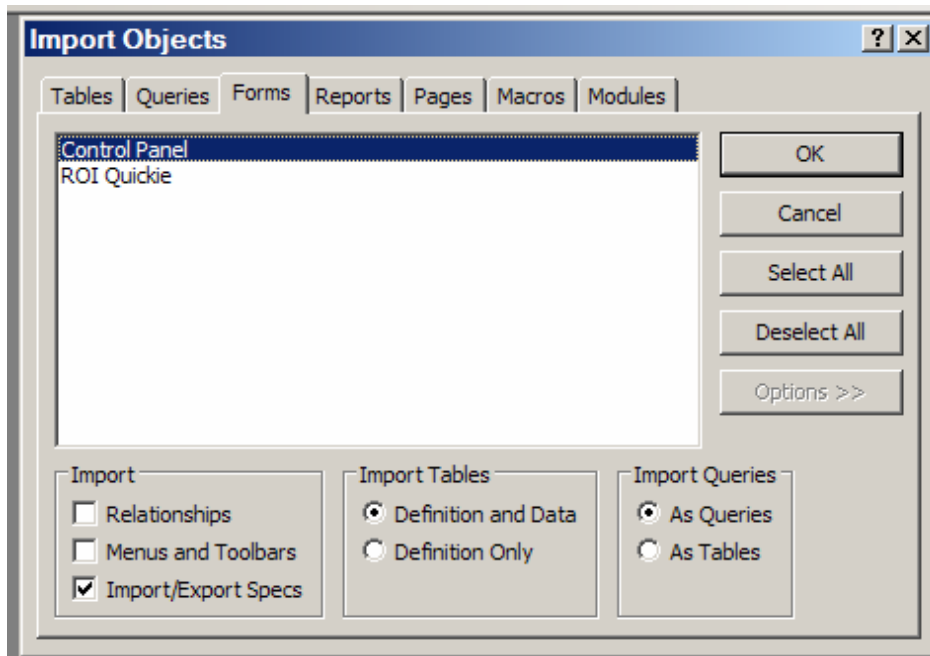 Import Objects
Tables Queries Forms Reports Pages Macros Modules
Control Panel
ROI Quickie
OK
Cancel
Select All
Deselect All
Options >>
Import
Relationships
Menus and Toolbars
Import/Export Specs
Import Tables
Definition and Data
Definition Only
Import Queries
As Queries
As Tables